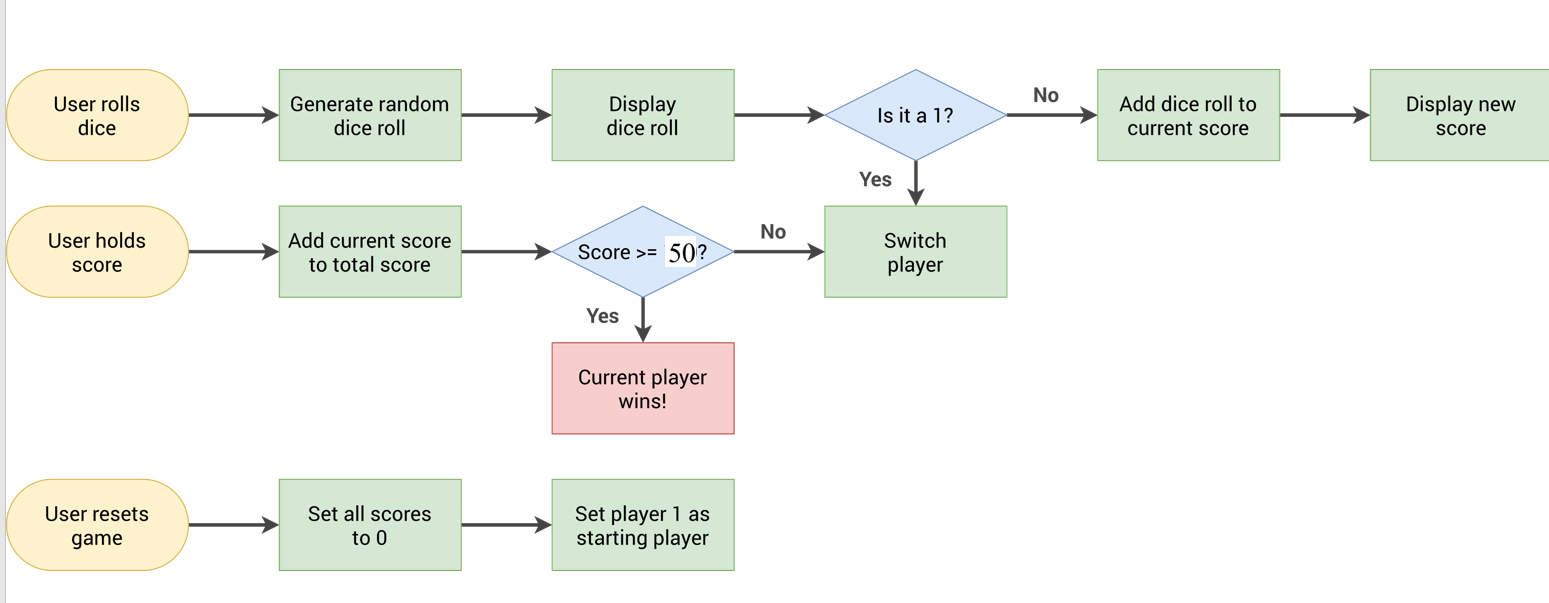 User rolls
dice
Generate random
dice roll
Display
dice roll
Is it a 1?
No
Add dice roll to
current score
Display new
score
Yes
User holds
score
Add current score
to total score
Score >= 50?
No
Switch
player
Yes
Current player
wins!
User resets
game
Set all scores
to 0
Set player 1 as
starting player